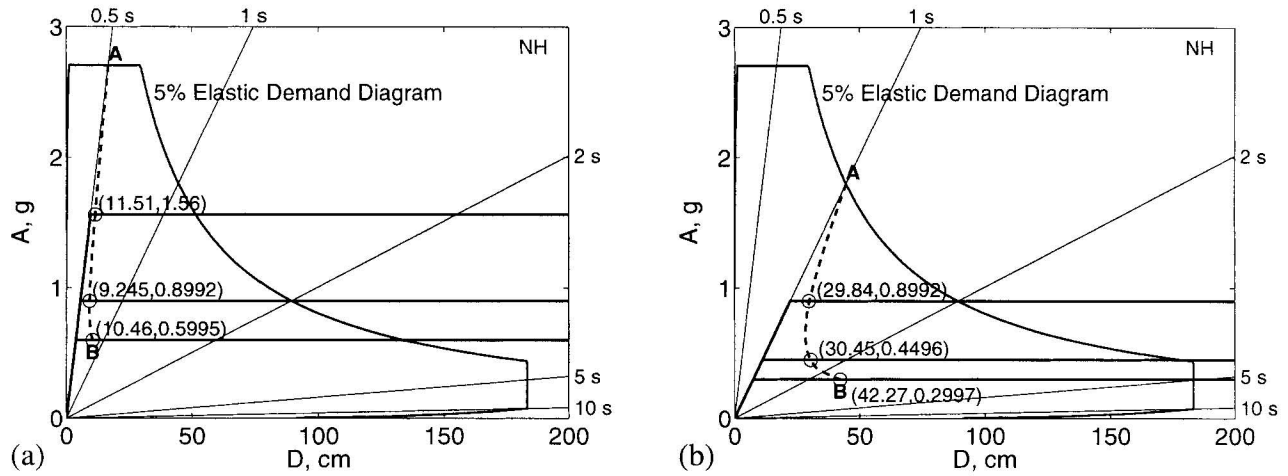 0.5 s
1 s
3
A
NH
5% Elastic Demand Diagram
2
2 s
(11.51,1.56)
A, g
1
(9.245,0.8992)
(10.46,0.5995)
B
5 s
10 s
0
0
50
100
150
200
D, cm
(a)
0.5 s
1 s
3
NH
5% Elastic Demand Diagram
2
2 s
A
A, g
1
(29.84,0.8992)
(30.45,0.4496)
B
(42.27,0.2997)
5 s
10 s
0
0
50
100
150
200
D, cm
(b)